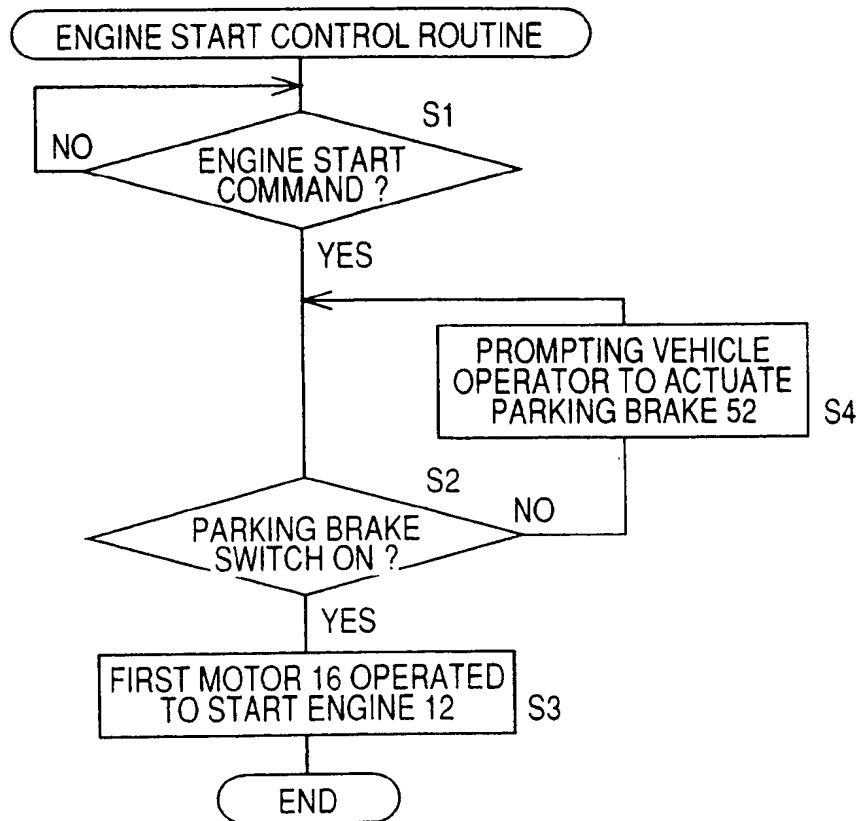 ENGINE START CONTROL ROUTINE
S1
NO
ENGINE START
COMMAND ?
YES
PROMPTING VEHICLE
OPERATOR TO ACTUATE
PARKING BRAKE 52
S4
S2
NO
PARKING BRAKE
SWITCH ON ?
YES
FIRST MOTOR 16 OPERATED
TO START ENGINE 12
S3
END